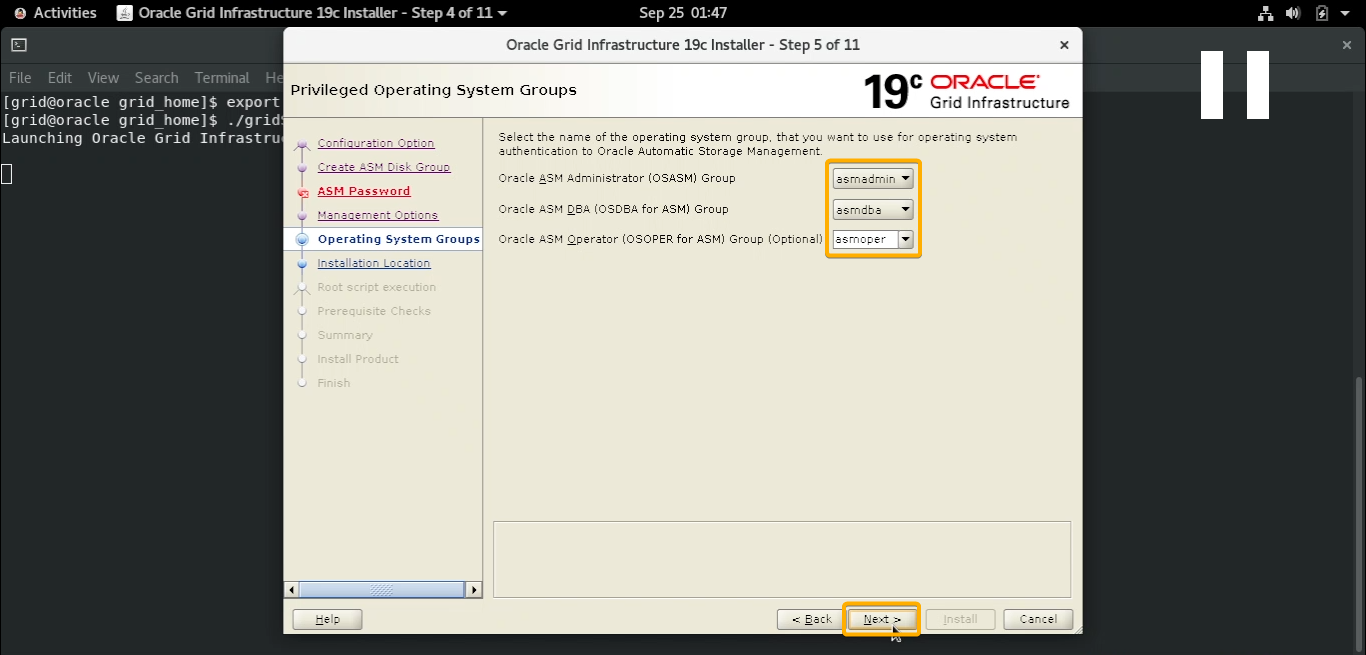 Activities
Oracle Grid Infrastructure 19c Installer - Step 4 of 11
Sep 25 01:47
Oracle Grid Infrastructure 19c Installer - Step 5 of 11
File Edit View Search Terminal He
[grid@oracle grid_home]$ export
[grid@oracle grid_home]$ ./grid
Launching Oracle Grid Infrastru
Privileged Operating System Groups
19c ORACLE
Grid Infrastructure
Configuration Option
Create ASM Disk Group
ASM Password
Management Options
Operating System Groups
Installation Location
Root script execution
Prerequisite Checks
Summary
Install Product
Finish
Select the name of the operating system group, that you want to use for operating system
authentication to Oracle Automatic Storage Management.
Oracle ASM Administrator (OSASM) Group asmadmin
Oracle ASM DBA (OSDBA for ASM) Group asmdba
Oracle ASM Operator (OSOPER for ASM) Group (Optional) asmoper
Help
< Back
Next >
Install
Cancel